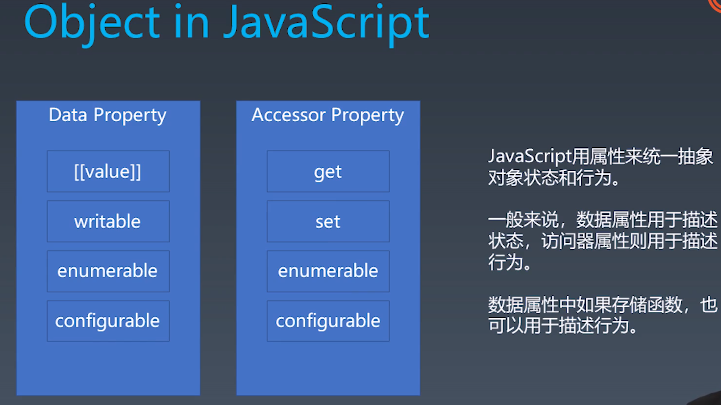 Object in JavaScript
Data Property
[[value]]
writable
enumerable
configurable
Accessor Property
get
set
enumerable
configurable
JavaScript用属性来统一抽象
对象状态和行为。
一般来说，数据属性用于描述
状态，访问器属性则用于描述
行为。
数据属性中如果存储函数，也
可以用于描述行为。